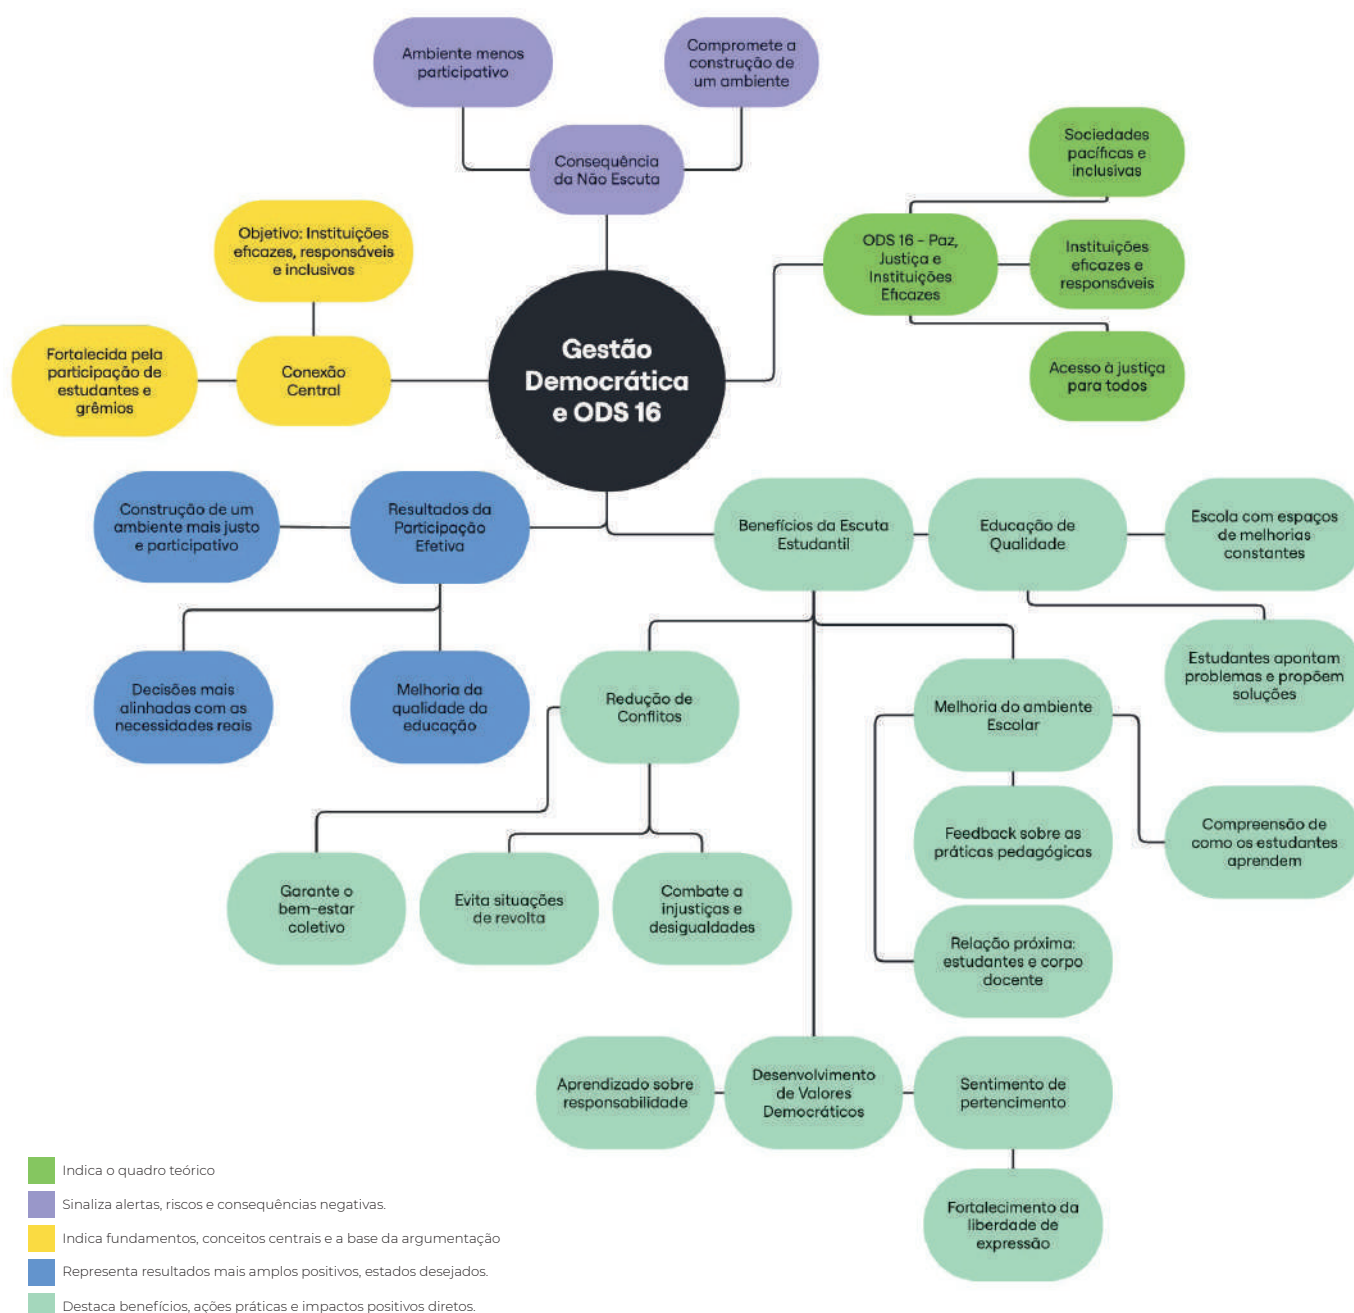 Ambiente menos
participativo
Compromete a
construção de
um ambiente
Consequência
da Não Escuta
Sociedades
pacíficas e
inclusivas
Objetivo: Instituições
eficazes, responsáveis
e inclusivas
ODS 16 - Paz,
Justiça e
Instituições
Eficazes
Instituições
eficazes e
responsáveis
Gestão
Democrática
e ODS 16
Fortalecida pela
participação de
estudantes e
grêmios
Conexão
Central
Acesso à justiça
para todos
Construção de um
ambiente mais justo
e participativo
Resultados da
Participação
Efetiva
Benefícios da Escuta
Estudantil
Educação de
Qualidade
Escola com espaços
de melhorias
constantes
Decisões mais
alinhadas com as
necessidades reais
Melhoria da
qualidade da
educação
Redução de
Conflitos
Melhoria do ambiente
Escolar
Estudantes apontam
problemas e propõem
soluções
Feedback sobre as
práticas pedagógicas
Compreensão de
como os estudantes
aprendem
Garante o
bem-estar
coletivo
Evita situações
de revolta
Combate a
injustiças e
desigualdades
Relação próxima:
estudantes e corpo
docente
Aprendizado sobre
responsabilidade
Desenvolvimento
de Valores
Democráticos
Sentimento de
pertencimento
Fortalecimento da
liberdade de
expressão
Indica o quadro teórico
Sinaliza alertas, riscos e consequências negativas.
Indica fundamentos, conceitos centrais e a base da argumentação
Representa resultados mais amplos positivos, estados desejados.
Destaca benefícios, ações práticas e impactos positivos diretos.